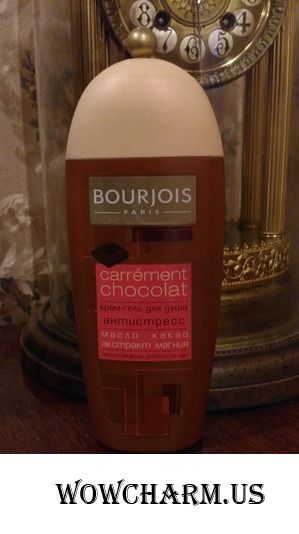 BOURJOIS
PARIS
carrément
chocolat
крем-гель для душа
антистресс
масло какао
экстракт магния
WOWCHARM.US